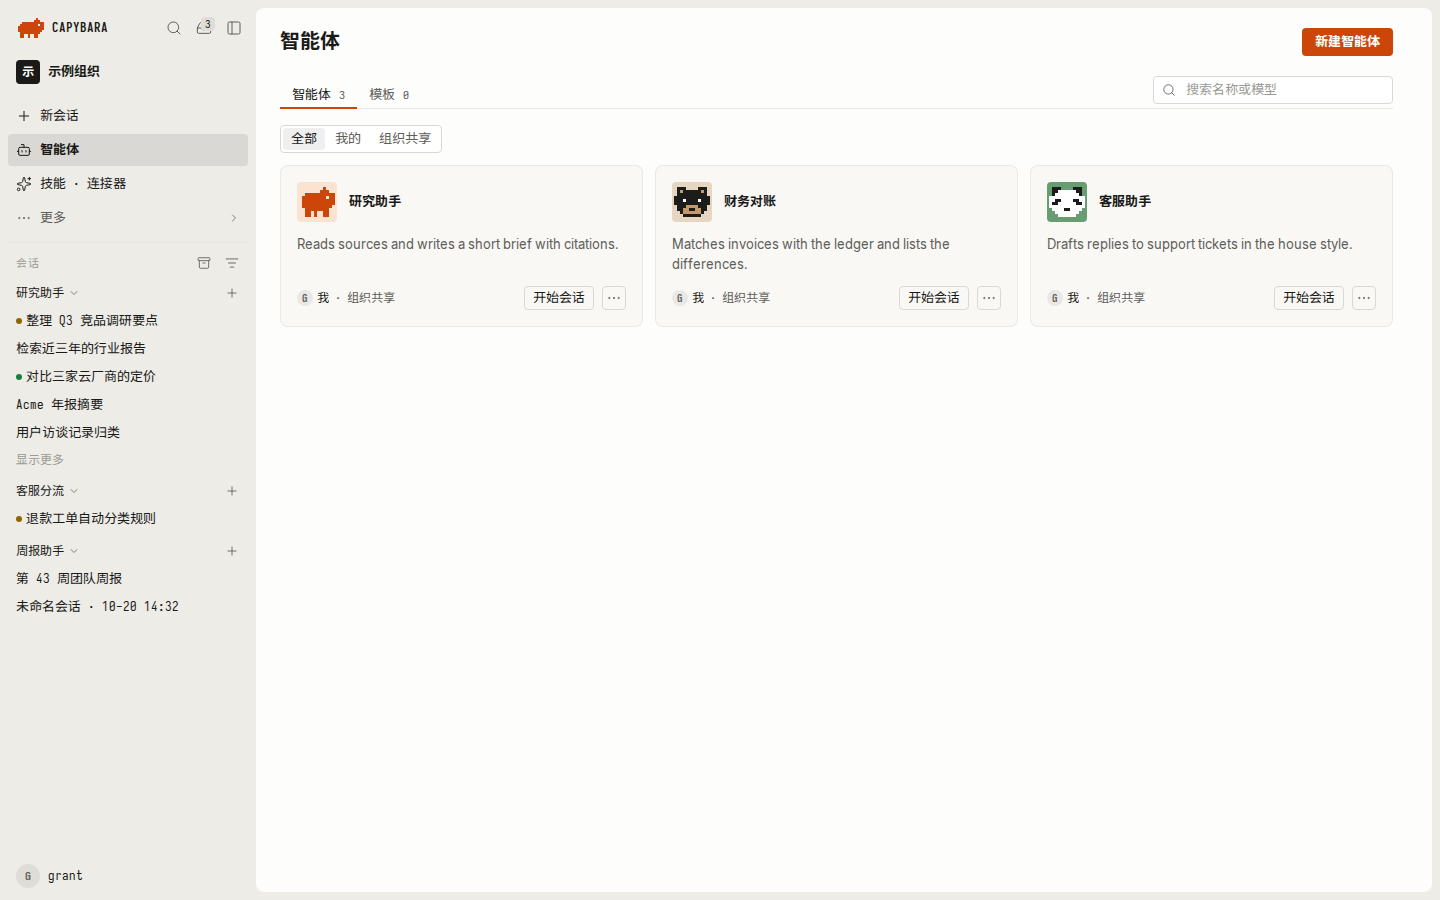 CAPYBARA
3
示 示例组织
新会话
智能体
技能 · 连接器
更多
会话
研究助手
整理 Q3 竞品调研要点
检索近三年的行业报告
对比三家云厂商的定价
Acme 年报摘要
用户访谈记录归类
显示更多
客服分流
退款工单自动分类规则
周报助手
第 43 周团队周报
未命名会话 · 10-20 14:32
G grant
智能体
新建智能体
智能体 3 模板 0
搜索名称或模型
全部 我的 组织共享
研究助手
Reads sources and writes a short brief with citations.
G 我 · 组织共享 开始会话
财务对账
Matches invoices with the ledger and lists the
differences.
G 我 · 组织共享 开始会话
客服助手
Drafts replies to support tickets in the house style.
G 我 · 组织共享 开始会话